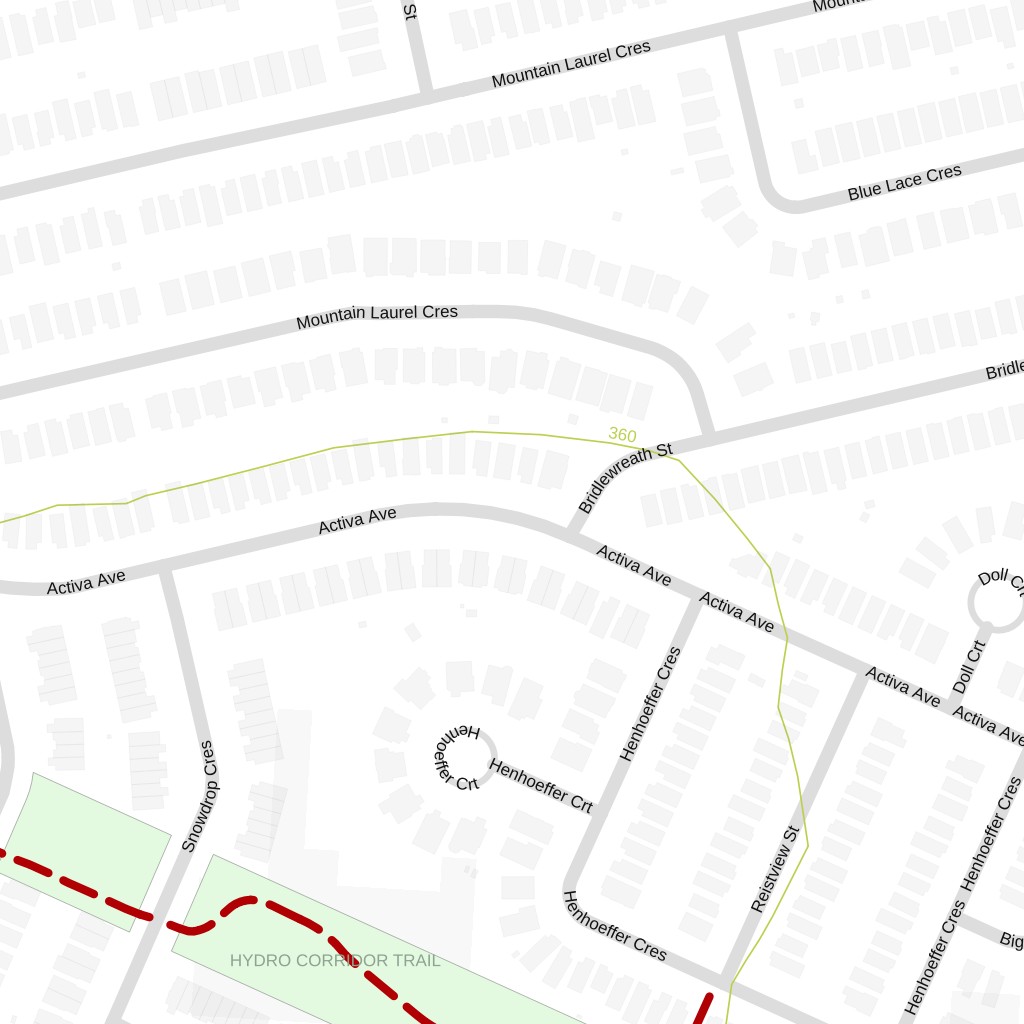 St
Mountain Laurel Cres
Blue Lace Cres
Mountain Laurel Cres
360
Bridlewreath St
Activa Ave
Activa Ave
Activa Ave
Activa Ave
Activa Ave
Activa Ave
Doll Crt
Doll Crt
Henhoeffer Cres
Henhoeffer Crt
Henhoeffer Crt
Snowdrop Cres
Henhoeffer Cres
Reistview St
Henhoeffer Cres
Henhoeffer Cres
HYDRO CORRIDOR TRAIL